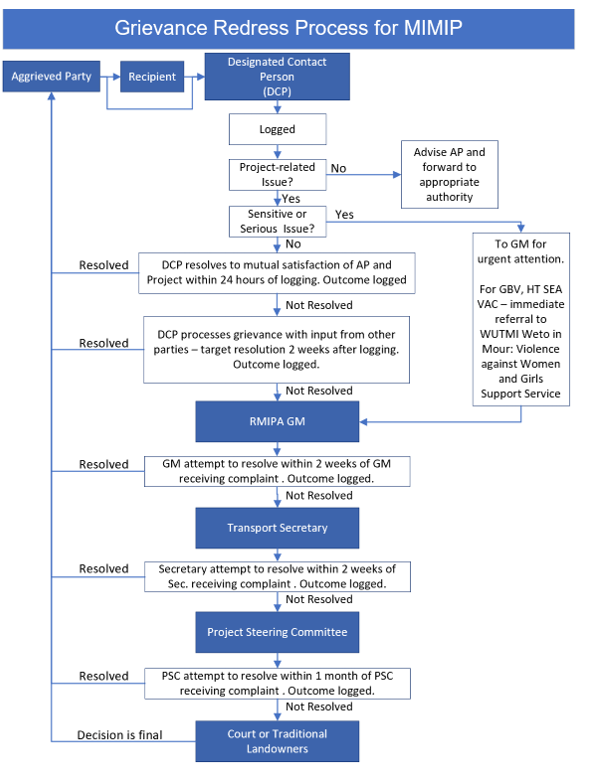 Grievance Redress Process for MIMIP
Aggrieved Party
Recipient
Designated Contact
Person
(DCP)
Logged
Project-related
Issue?
No
Advise AP and
forward to
appropriate
authority
Yes
Sensitive or
Serious Issue?
Yes
No
To GM for
urgent attention.
For GBV, HT SEA
VAC – immediate
referral to
WUTMI Weto in
Mour: Violence
against Women
and Girls
Support Service
Resolved
DCP resolves to mutual satisfaction of AP and
Project within 24 hours of logging. Outcome logged
Not Resolved
Resolved
DCP processes grievance with input from other
parties – target resolution 2 weeks after logging.
Outcome logged.
Not Resolved
RMIPA GM
Resolved
GM attempt to resolve within 2 weeks of GM
receiving complaint . Outcome logged.
Not Resolved
Transport Secretary
Resolved
Secretary attempt to resolve within 2 weeks of
Sec. receiving complaint . Outcome logged.
Not Resolved
Project Steering Committee
Resolved
PSC attempt to resolve within 1 month of PSC
receiving complaint . Outcome logged.
Not Resolved
Decision is final
Court or Traditional
Landowners